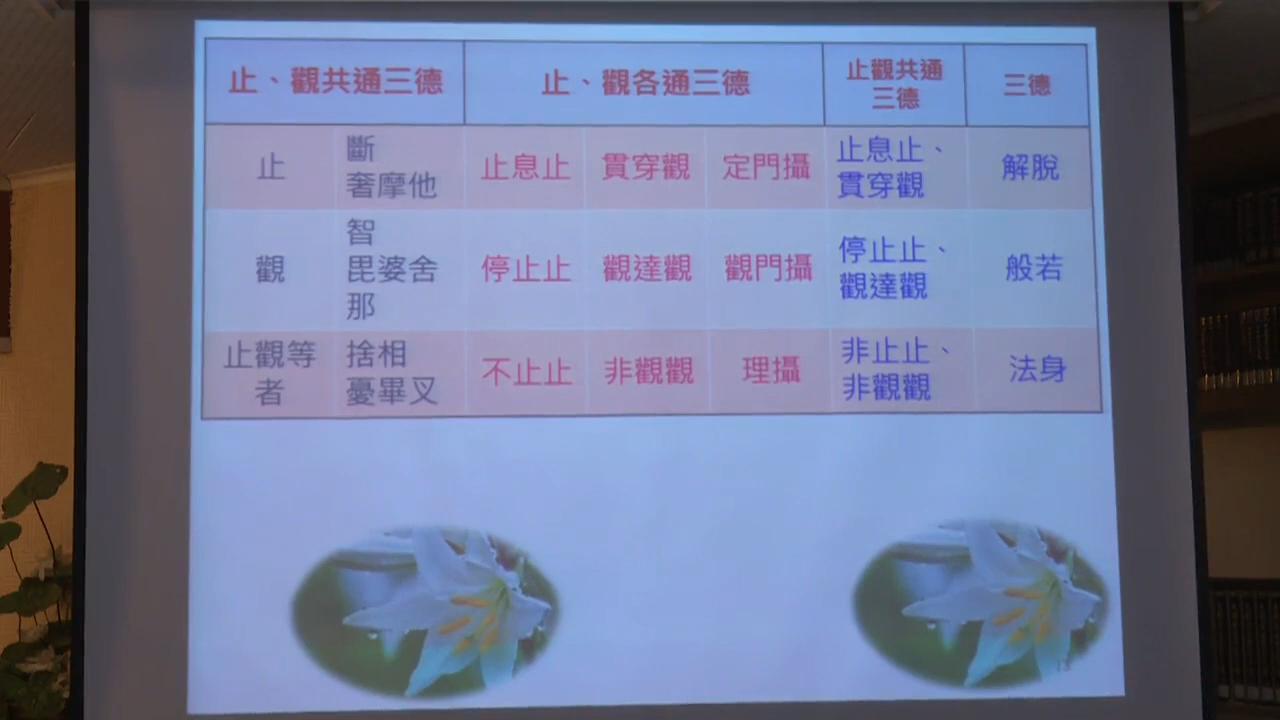 止、觀共通三德
止、觀各通三德
止觀共通
三德
三德
止
斷
奢摩他
止息止
貫穿觀
定門攝
止息止、
貫穿觀
解脫
觀
智
毘婆舍
那
停止止
觀達觀
觀門攝
停止止、
觀達觀
般若
止觀等
者
捨相
憂畢叉
不止止
非觀觀
理攝
非止止、
非觀觀
法身